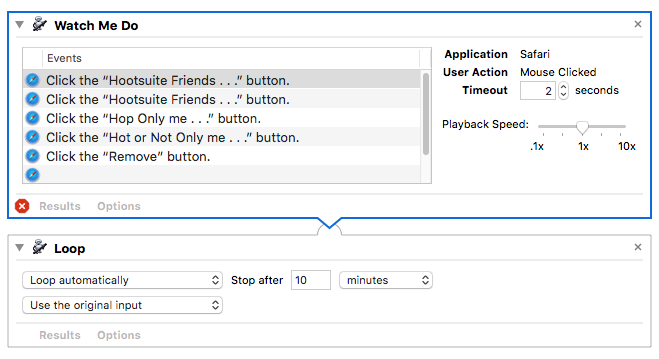 Watch Me Do
Events
Click the “Hootsuite Friends . . .” button.
Click the “Hootsuite Friends . . .” button.
Click the “Hop Only me . . .” button.
Click the “Hot or Not Only me . . .” button.
Click the “Remove” button.
Application Safari
User Action Mouse Clicked
Timeout 2 seconds
Playback Speed:
.1x 1x 10x
Results Options
Loop
Loop automatically Stop after 10 minutes
Use the original input
Results Options